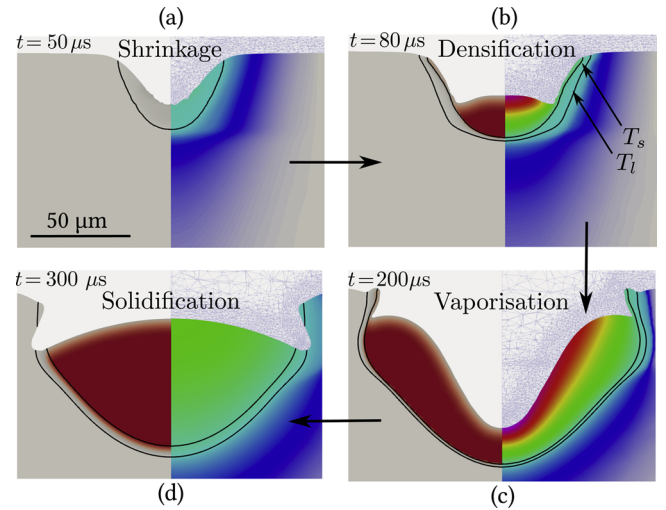 (a)
t = 50 μs
Shrinkage
50 μm
(b)
t = 80 μs
Densification
T_s
T_l
t = 300 μs
Solidification
(d)
t = 200μs
Vaporisation
(c)